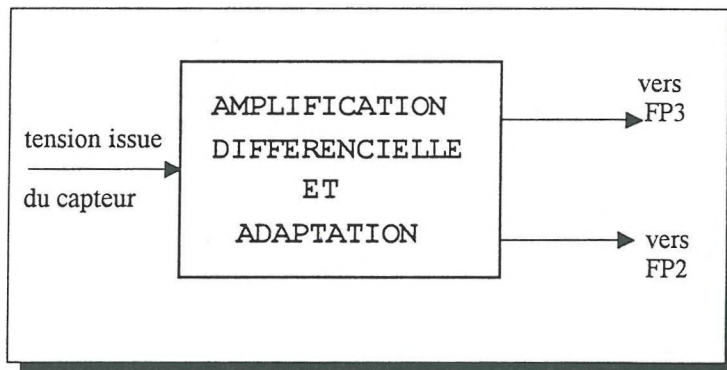 tension issue
du capteur
AMPLIFICATION
DIFFERENCIELLE
ET
ADAPTATION
vers
FP3
vers
FP2